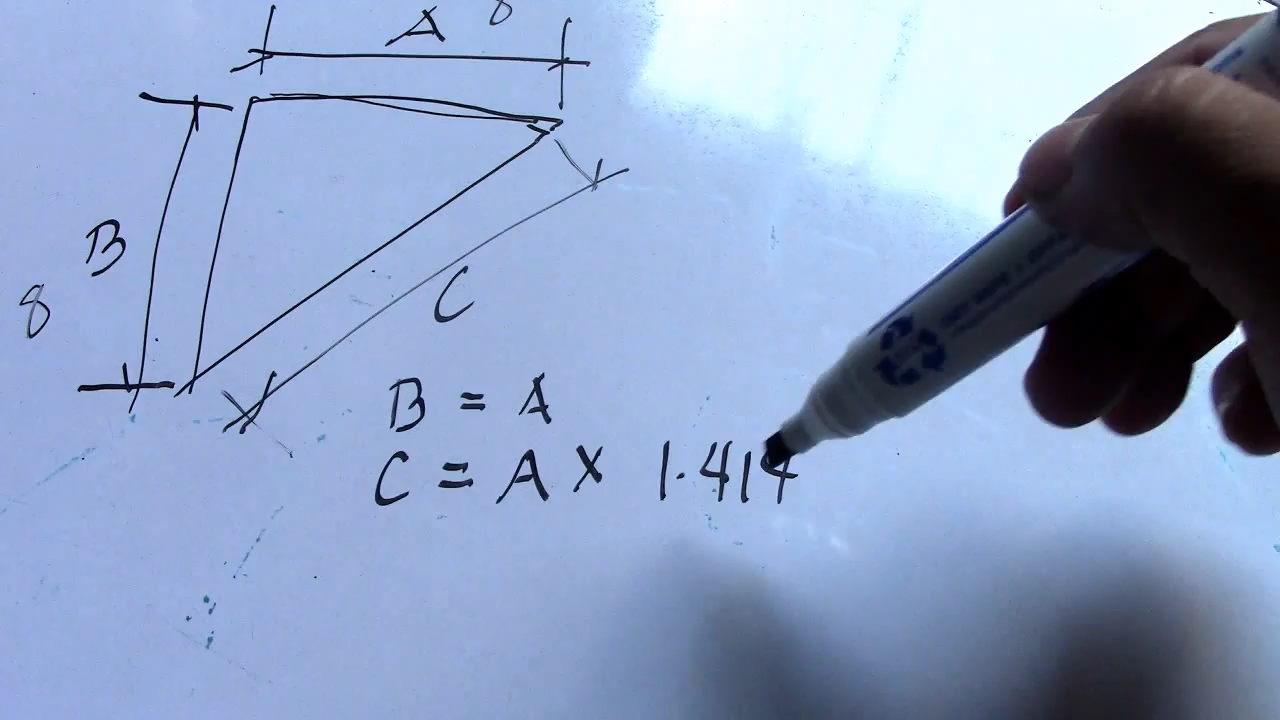 A 8
B
8
C
B = A
C = A X 1.414